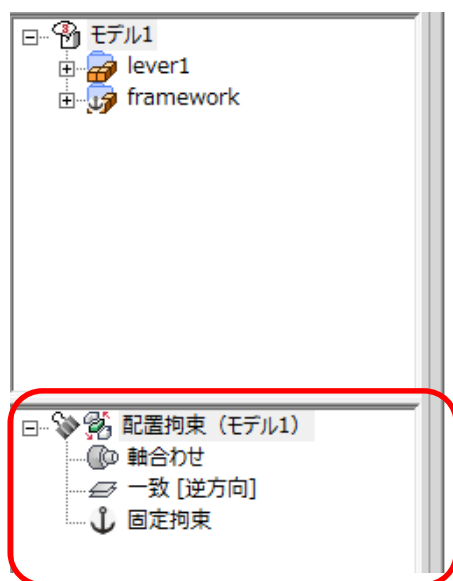 モデル1
lever1
framework
配置拘束（モデル1）
軸合わせ
一致 [逆方向]
固定拘束